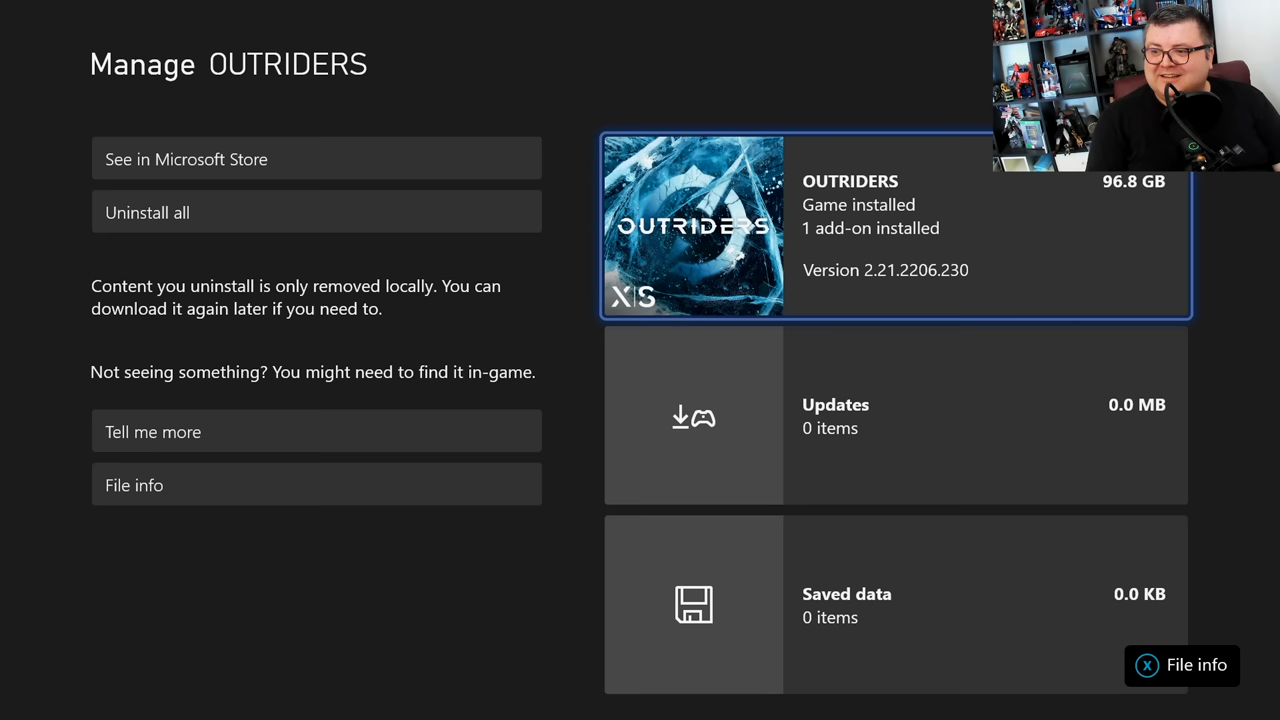 Manage OUTRIDERS
See in Microsoft Store
Uninstall all
Content you uninstall is only removed locally. You can
download it again later if you need to.
Not seeing something? You might need to find it in-game.
Tell me more
File info
OUTRIDERS
X|S
OUTRIDERS
96.8 GB
Game installed
1 add-on installed
Version 2.21.2206.230
Updates
0.0 MB
0 items
Saved data
0.0 KB
0 items
X File info